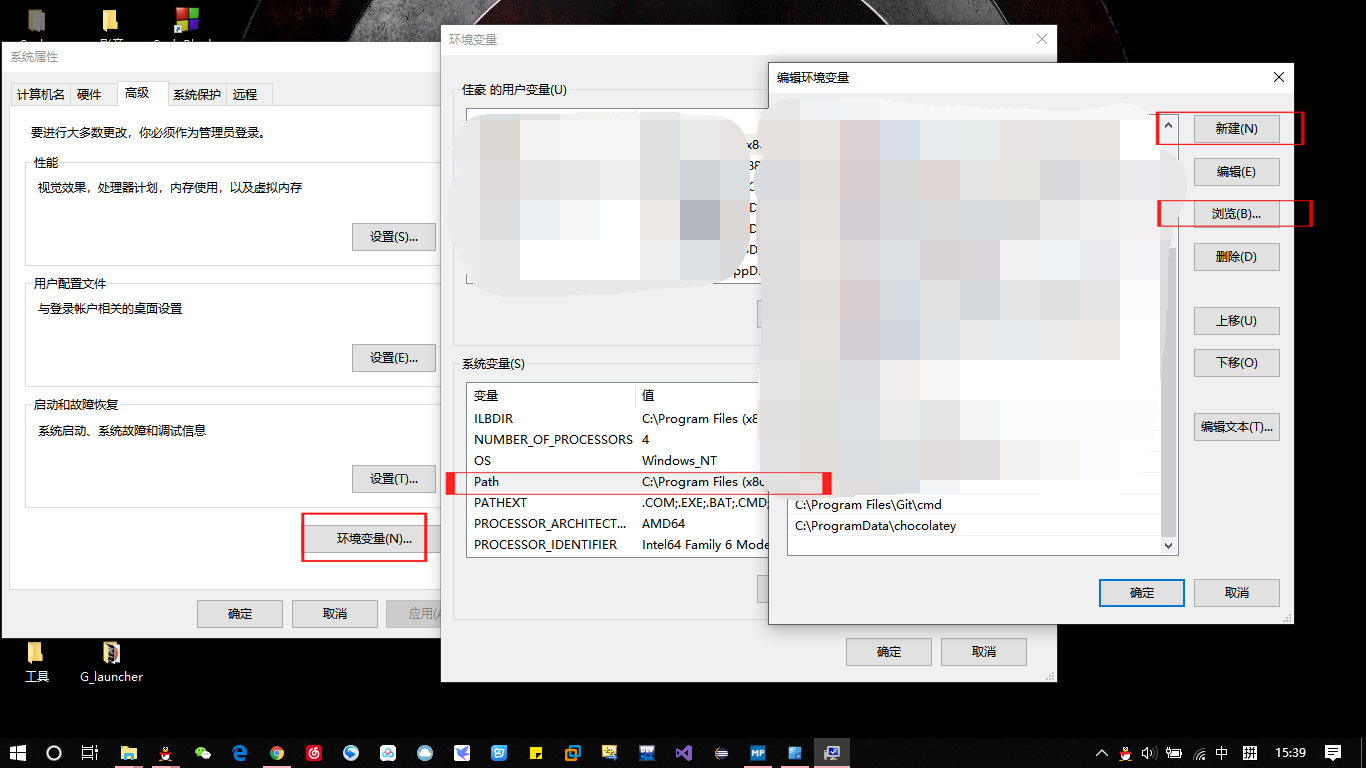 系统属性
计算机名
硬件
高级
系统保护
远程
要进行大多数更改，你必须作为管理员登录。
性能
视觉效果，处理器计划，内存使用，以及虚拟内存
设置(S)...
用户配置文件
与登录帐户相关的桌面设置
设置(E)...
启动和故障恢复
系统启动、系统故障和调试信息
设置(T)...
环境变量(N)...
确定
取消
环境变量
佳豪 的用户变量(U)
系统变量(S)
变量 值
ILBDIR C:\Program Files (x8
NUMBER_OF_PROCESSORS 4
OS Windows_NT
Path C:\Program Files (x8
PATHEXT .COM;.EXE;.BAT;.CMD;
PROCESSOR_ARCHITECT... AMD64
PROCESSOR_IDENTIFIER Intel64 Family 6 Mode
确定
取消
编辑环境变量
新建(N)
编辑(E)
浏览(B)...
删除(D)
上移(U)
下移(O)
编辑文本(T)...
C:\Program Files\Git\cmd
C:\ProgramData\chocolatey
确定
取消
工具
G_launcher
中
拼
15:39